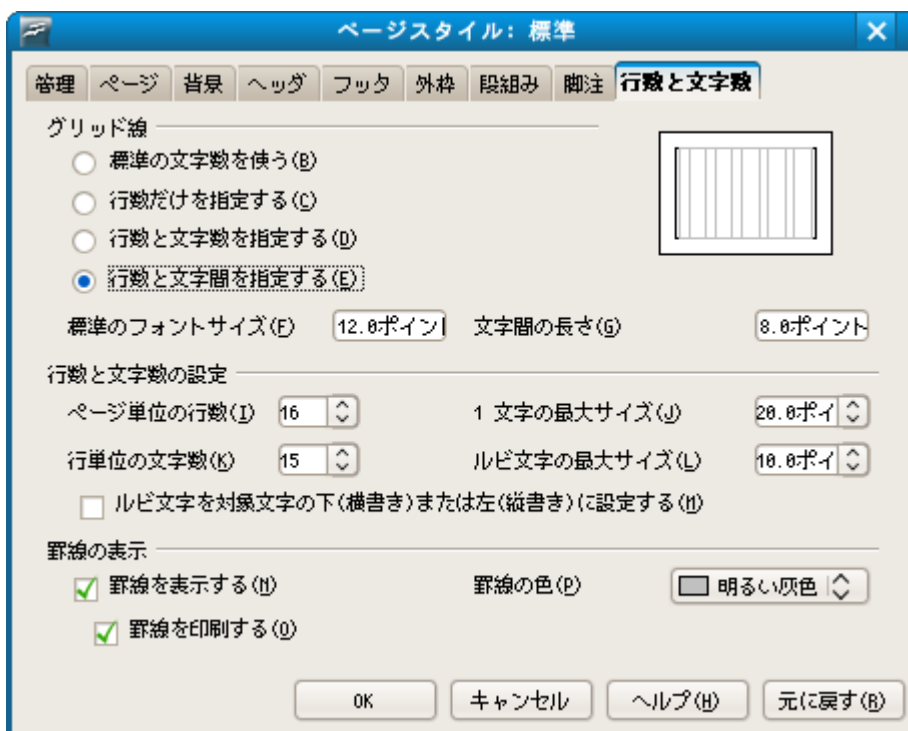 ページスタイル: 標準
管理 ページ 背景 ヘッダ フッタ 外枠 段組み 脚注 行数と文字数
グリッド線
標準の文字数を使う(B)
行数だけを指定する(C)
行数と文字数を指定する(D)
行数と文字間を指定する(E)
標準のフォントサイズ(F) 12.0ポイント 文字間の長さ(G) 8.0ポイント
行数と文字数の設定
ページ単位の行数(I) 16 1 文字の最大サイズ(J) 20.0ポイ
行単位の文字数(K) 15 ルビ文字の最大サイズ(L) 10.0ポイ
ルビ文字を対象文字の下(横書き)または左(縦書き)に設定する(M)
罫線の表示
罫線を表示する(N) 罫線の色(P) 明るい灰色
罫線を印刷する(O)
OK キャンセル ヘルプ(H) 元に戻す(R)